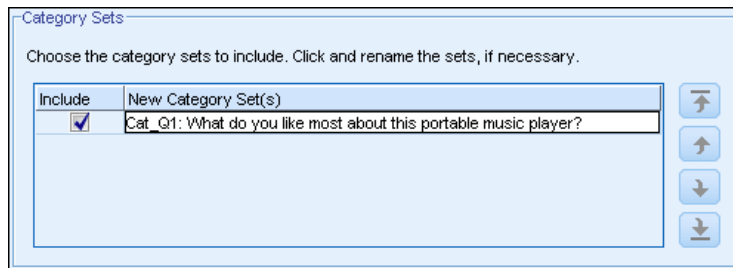 Category Sets
Choose the category sets to include. Click and rename the sets, if necessary.
Include New Category Set(s)
Cat_Q1: What do you like most about this portable music player?